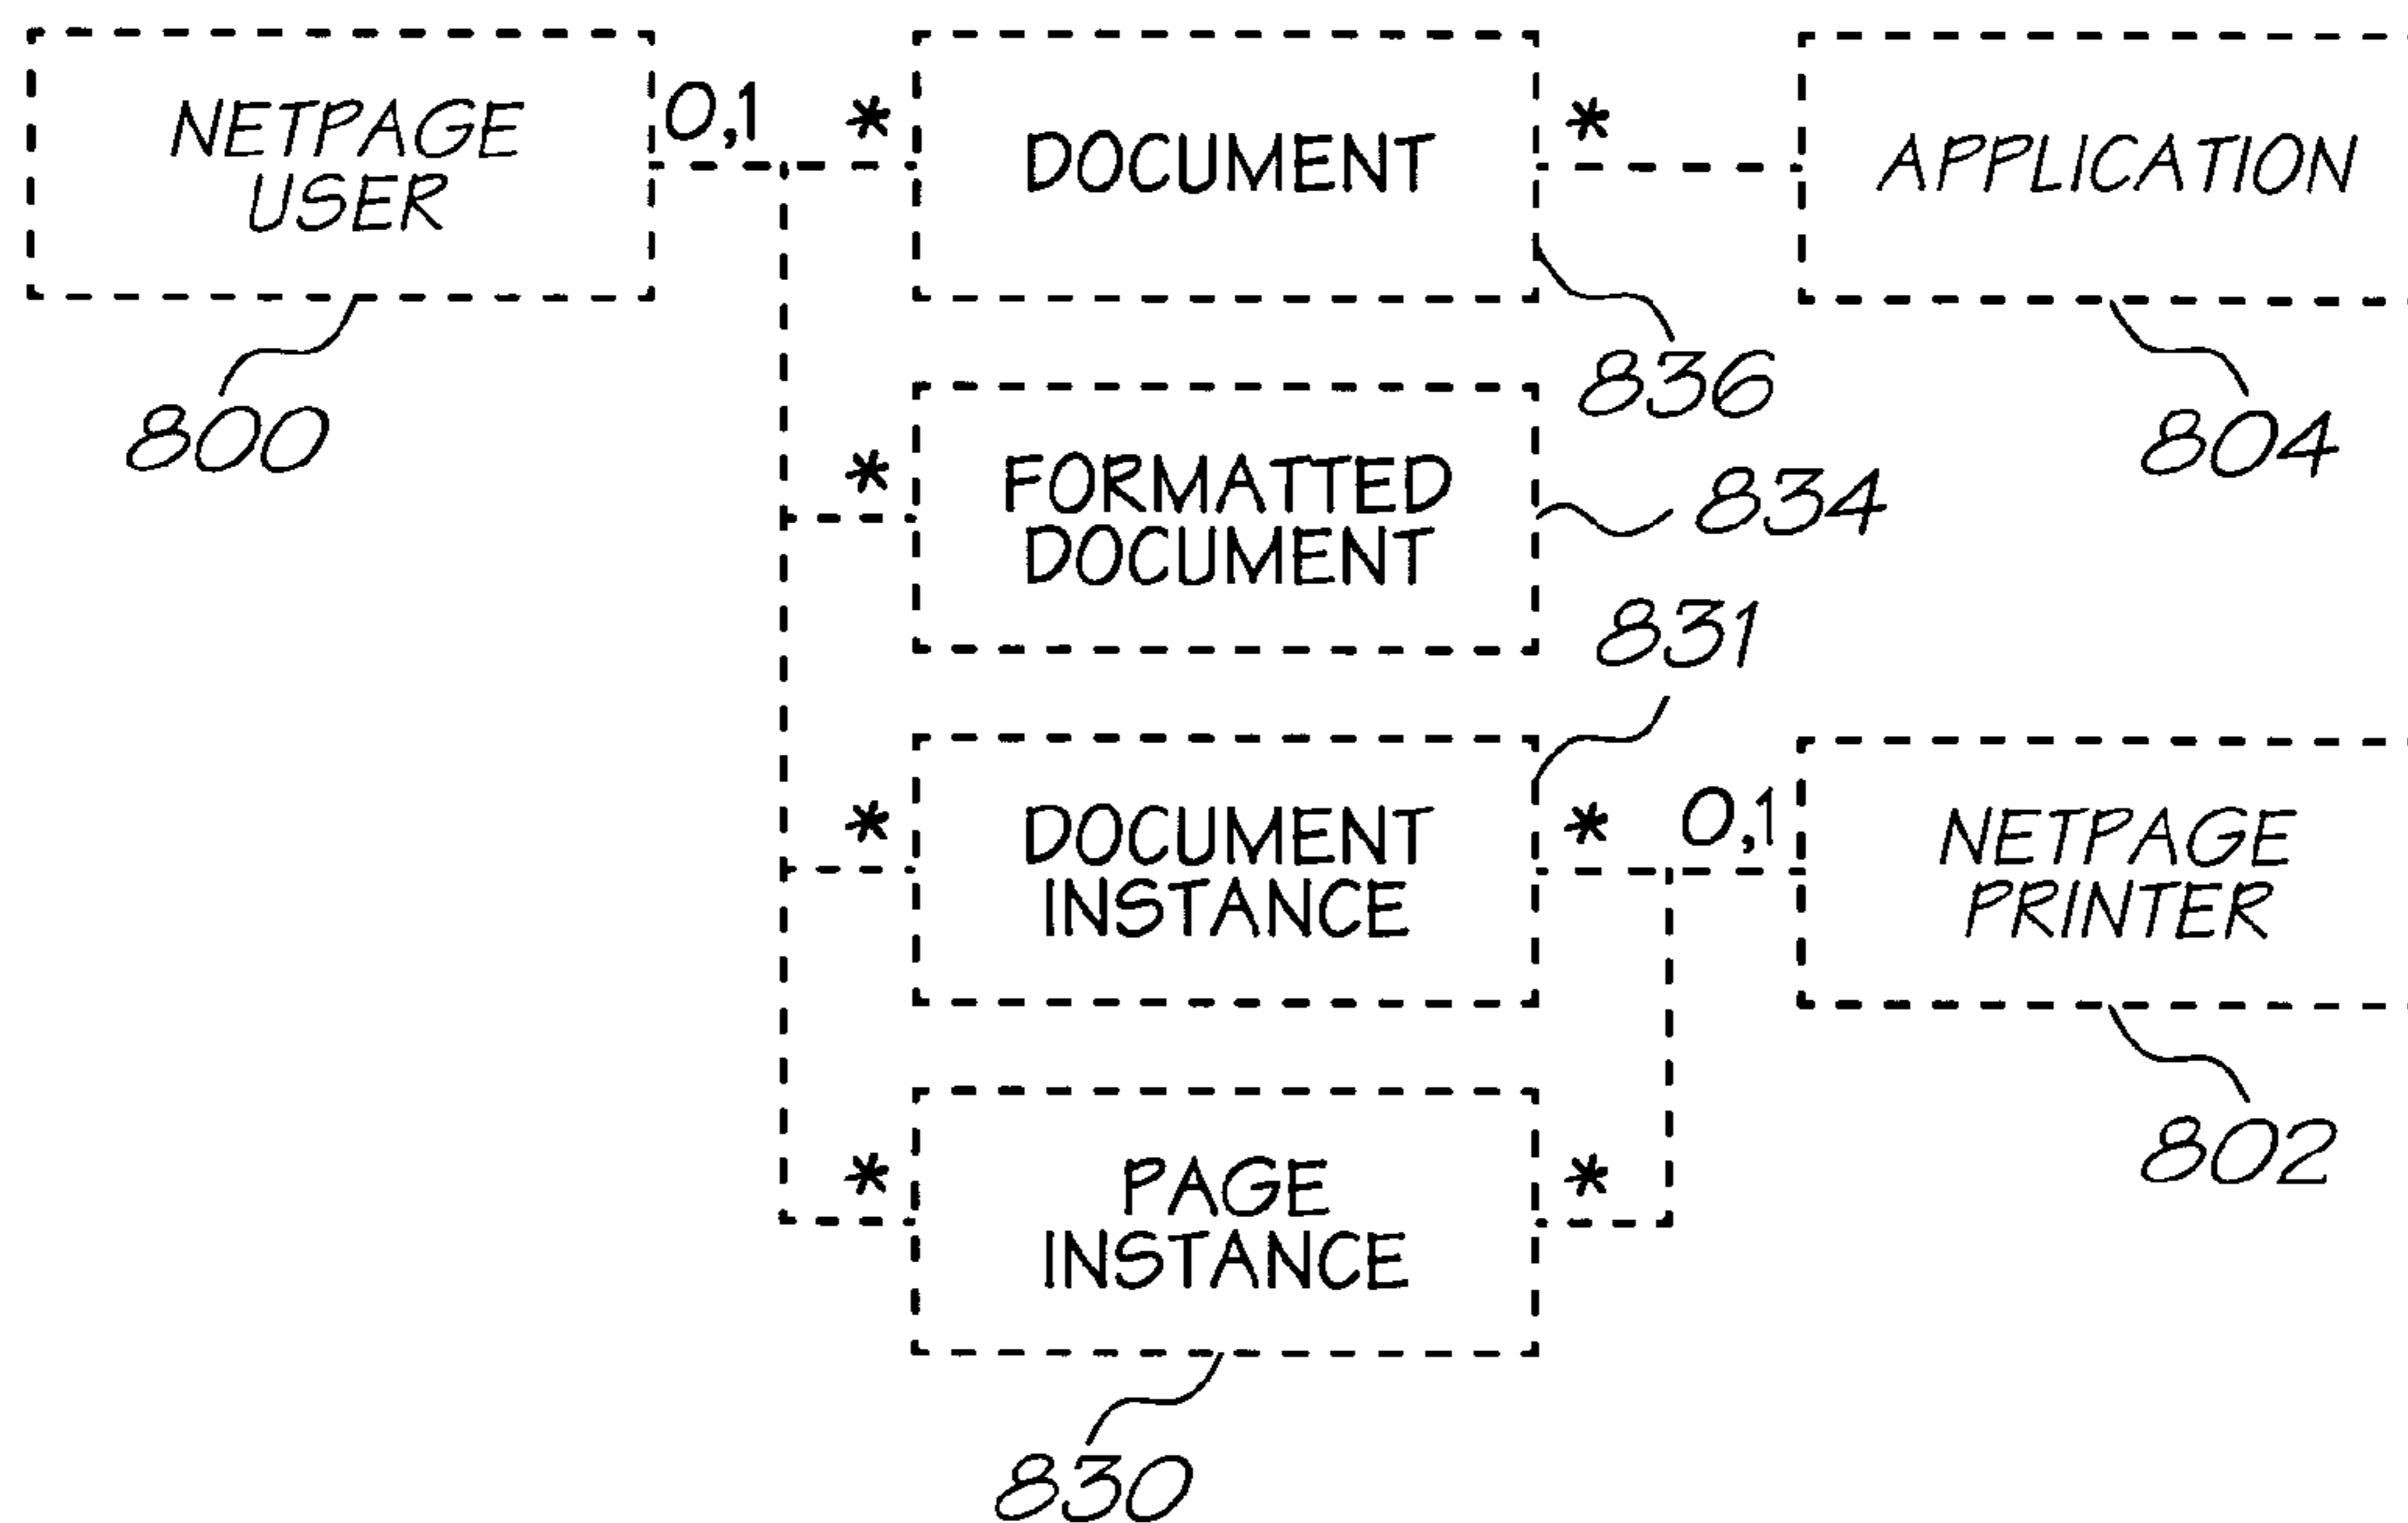 NETPAGE
USER
0,1
*
DOCUMENT
*
APPLICATION
800
836
804
*
FORMATTED
DOCUMENT
834
831
*
DOCUMENT
INSTANCE
*
0,1
NETPAGE
PRINTER
802
*
PAGE
INSTANCE
*
830